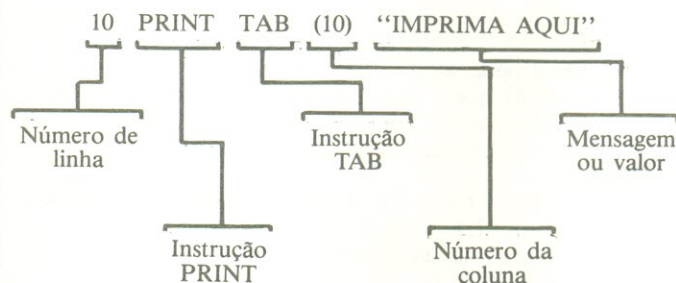 10 PRINT TAB (10) “IMPRIMA AQUI”
Número de
linha
Instrução
TAB
Mensagem
ou valor
Instrução
PRINT
Número da
coluna